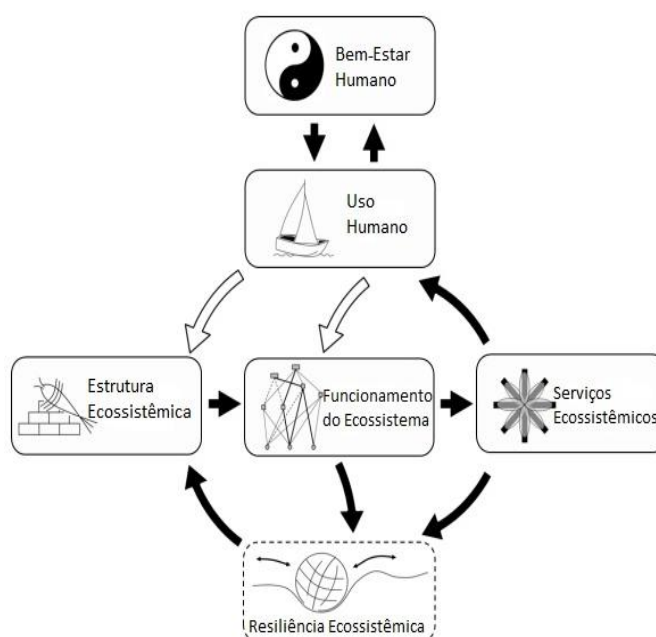 Bem-Estar
Humano
Uso
Humano
Estrutura
Ecossistêmica
Funcionamento
do Ecossistema
Serviços
Ecossistêmicos
Resiliência Ecossistêmica